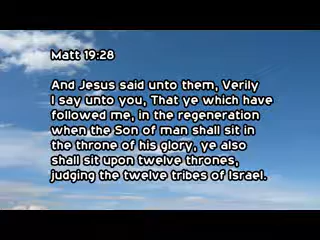 Matt 19:28
And Jesus said unto them, Verily
I say unto you, That ye which have
followed me, in the regeneration
when the Son of man shall sit in
the throne of his glory, ye also
shall sit upon twelve thrones,
judging the twelve tribes of Israel.